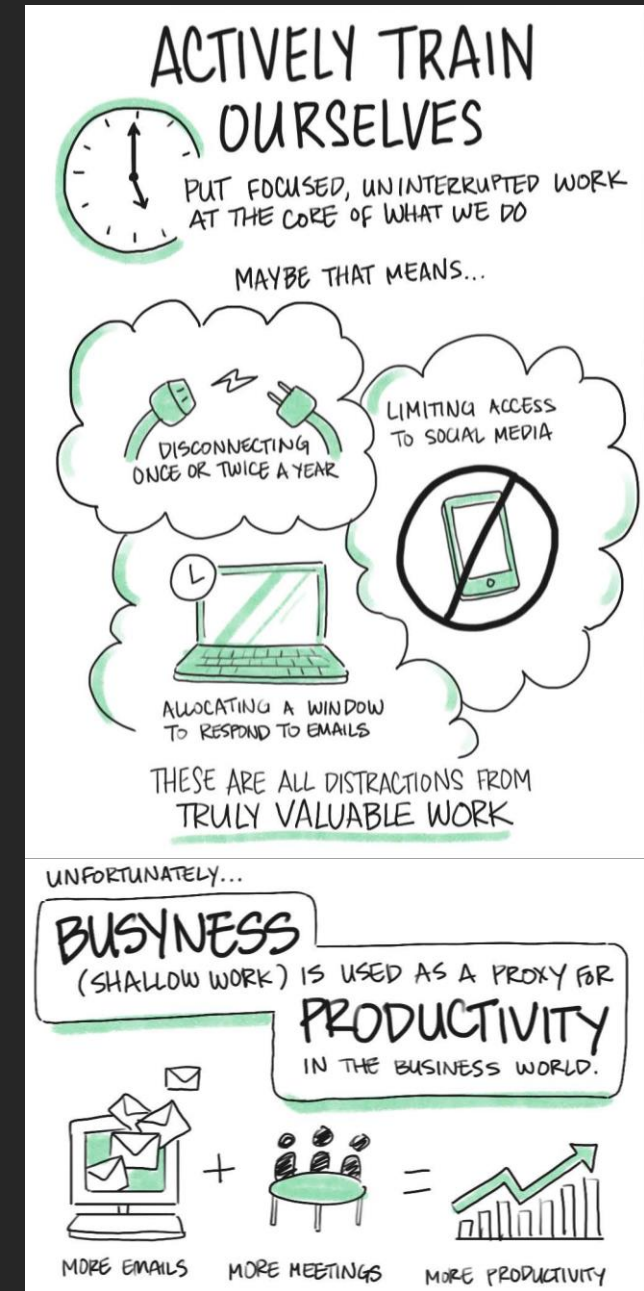 ACTIVELY TRAIN
OURSELVES
PUT FOCUSED, UNINTERRUPTED WORK
AT THE CORE OF WHAT WE DO
MAYBE THAT MEANS...
DISCONNECTING
ONCE OR TWICE A YEAR
LIMITING ACCESS
TO SOCIAL MEDIA
ALLOCATING A WINDOW
TO RESPOND TO EMAILS
THESE ARE ALL DISTRACTIONS FROM
TRULY VALUABLE WORK
UNFORTUNATELY...
BUSYNESS
(SHALLOW WORK) IS USED AS A PROXY FOR
PRODUCTIVITY
IN THE BUSINESS WORLD.
+
=
MORE EMAILS
MORE MEETINGS
MORE PRODUCTIVITY